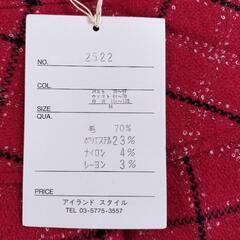 NO. 2522
COL.
SIZE
QUA.
毛 70%
ポリエステル 23%
ナイロン 4%
レーヨン 3%
PRICE
アイランド スタイル
TEL 03-5775-3557